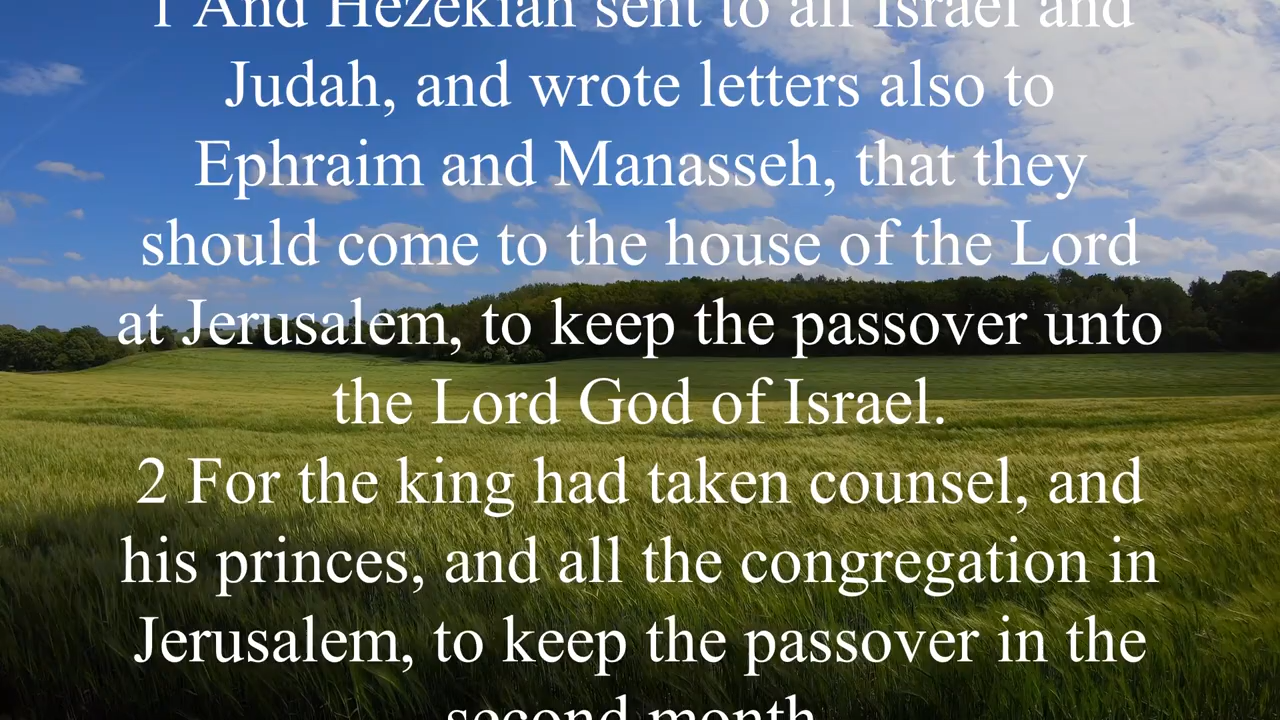 1 And Hezekiah sent to all Israel and
Judah, and wrote letters also to
Ephraim and Manasseh, that they
should come to the house of the Lord
at Jerusalem, to keep the passover unto
the Lord God of Israel.
2 For the king had taken counsel, and
his princes, and all the congregation in
Jerusalem, to keep the passover in the
second month.